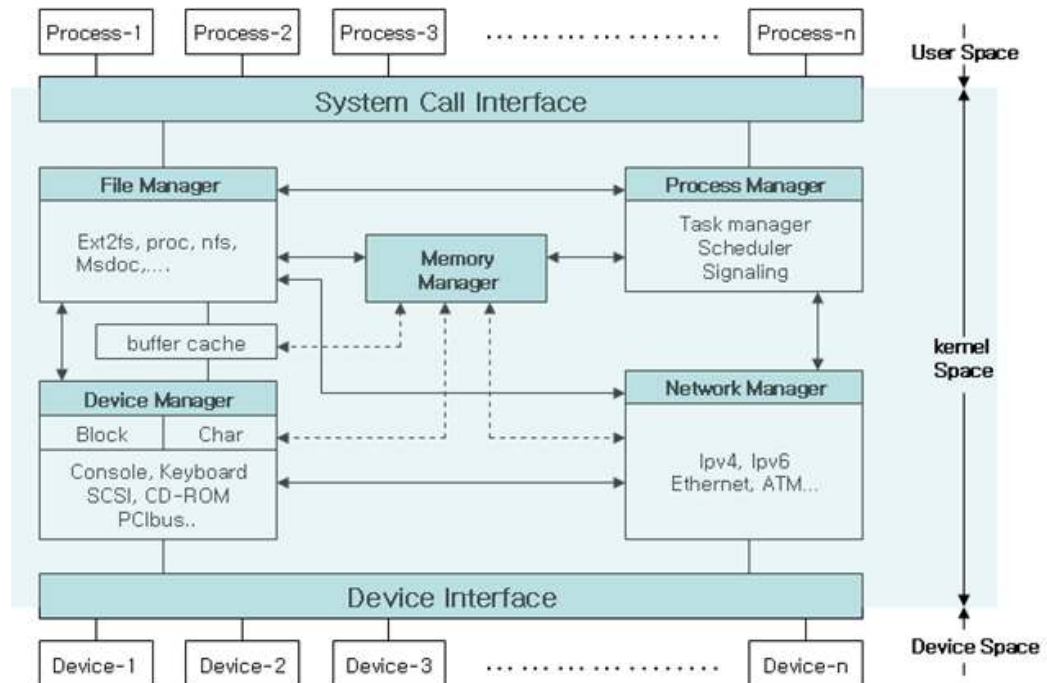 Process-1
Process-2
Process-3
Process-n
User Space
System Call Interface
File Manager
Ext2fs, proc, nfs,
Msdoc,....
Process Manager
Task manager
Scheduler
Signaling
Memory
Manager
buffer cache
kernel
Space
Device Manager
Block
Char
Console, Keyboard
SCSI, CD-ROM
PCIbus..
Network Manager
Ipv4, Ipv6
Ethernet, ATM...
Device Interface
Device-1
Device-2
Device-3
Device-n
Device Space